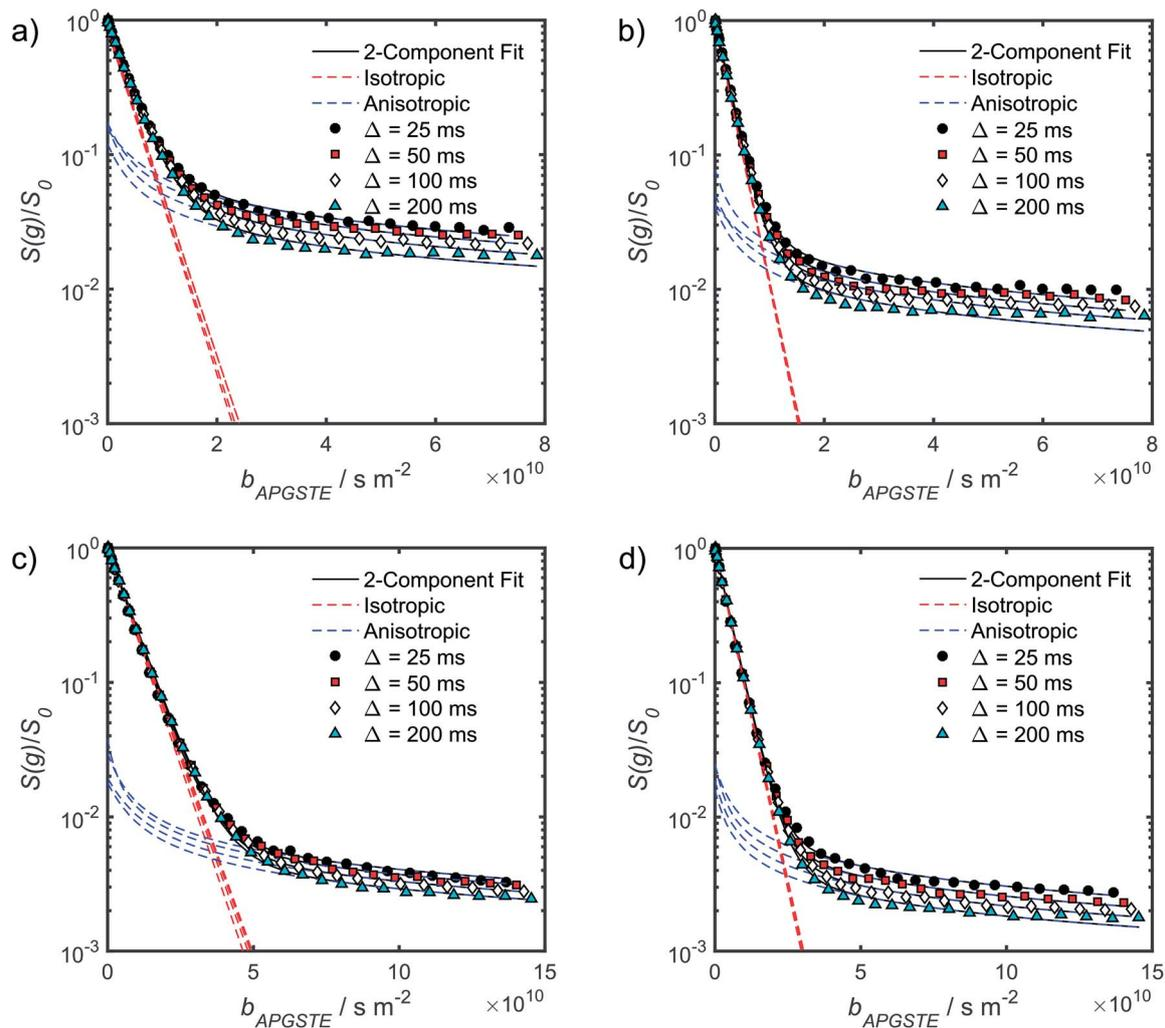 a)
10^0
10^-1
10^-2
10^-3
S(g)/S_0
2-Component Fit
Isotropic
Anisotropic
Δ = 25 ms
Δ = 50 ms
Δ = 100 ms
Δ = 200 ms
0 2 4 6 8
b_APGSTE / s m^-2
×10^10
b)
10^0
10^-1
10^-2
10^-3
S(g)/S_0
2-Component Fit
Isotropic
Anisotropic
Δ = 25 ms
Δ = 50 ms
Δ = 100 ms
Δ = 200 ms
0 2 4 6 8
b_APGSTE / s m^-2
×10^10
c)
10^0
10^-1
10^-2
10^-3
S(g)/S_0
2-Component Fit
Isotropic
Anisotropic
Δ = 25 ms
Δ = 50 ms
Δ = 100 ms
Δ = 200 ms
0 5 10 15
b_APGSTE / s m^-2
×10^10
d)
10^0
10^-1
10^-2
10^-3
S(g)/S_0
2-Component Fit
Isotropic
Anisotropic
Δ = 25 ms
Δ = 50 ms
Δ = 100 ms
Δ = 200 ms
0 5 10 15
b_APGSTE / s m^-2
×10^10